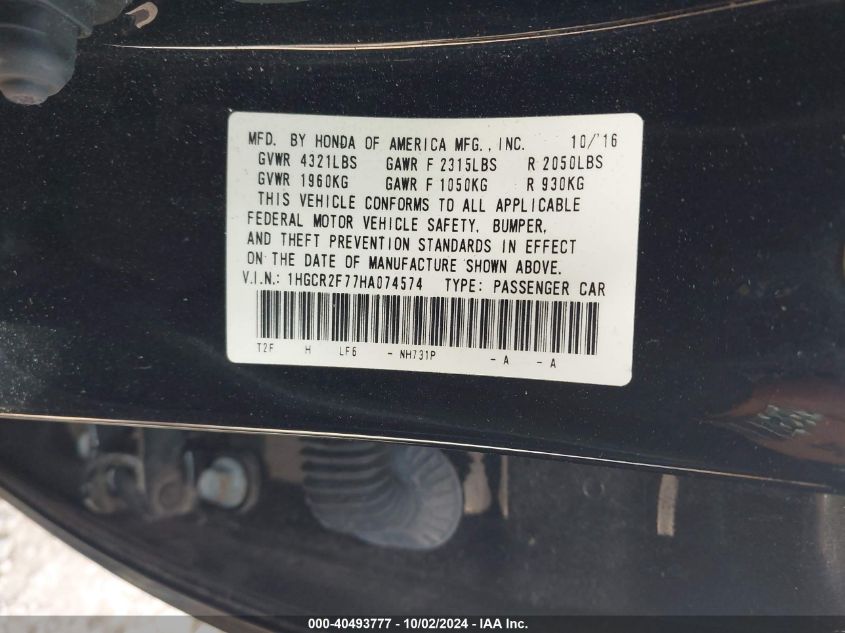 MFD. BY HONDA OF AMERICA MFG., INC. 10/'16
GVWR 4321LBS GAWR F 2315LBS R 2050LBS
GVWR 1960KG GAWR F 1050KG R 930KG
THIS VEHICLE CONFORMS TO ALL APPLICABLE
FEDERAL MOTOR VEHICLE SAFETY, BUMPER,
AND THEFT PREVENTION STANDARDS IN EFFECT
ON THE DATE OF MANUFACTURE SHOWN ABOVE.
V.I.N.: 1HGCR2F77HA074574 TYPE: PASSENGER CAR
T2F H LF6 - NH731P - A - A
000-40493777 - 10/02/2024 - IAA Inc.